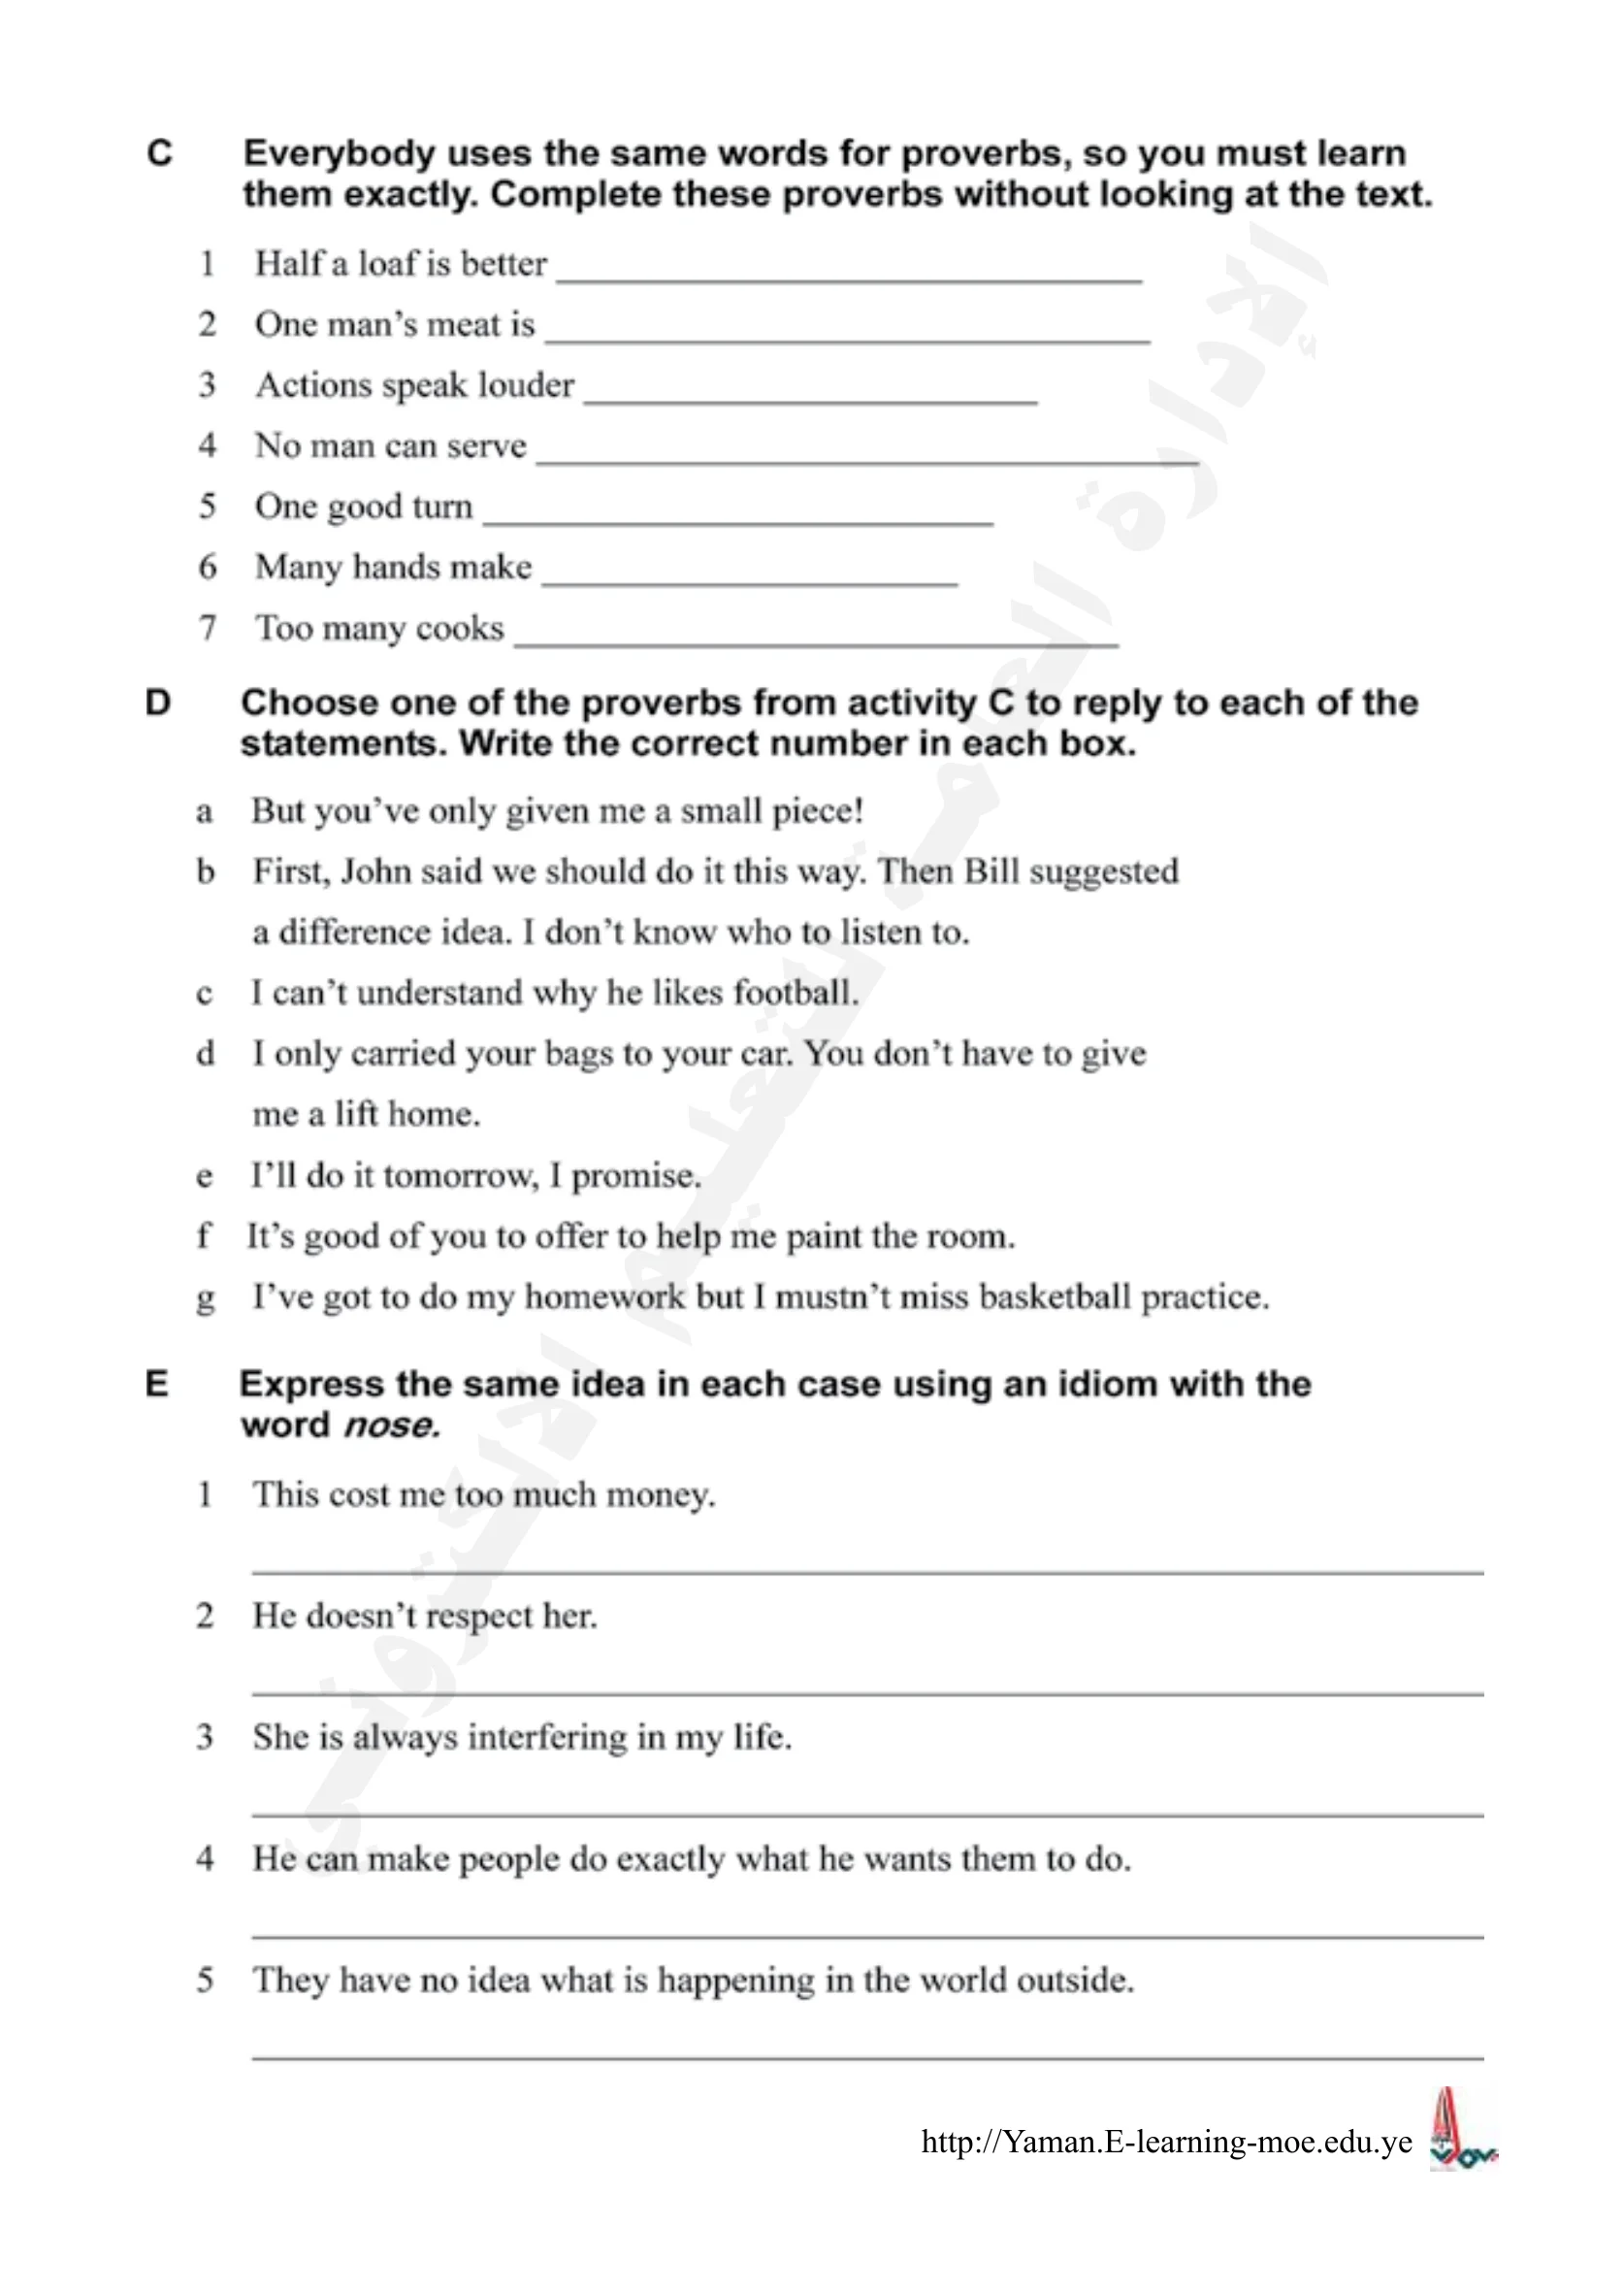 C Everybody uses the same words for proverbs, so you must learn
them exactly. Complete these proverbs without looking at the text.
1 Half a loaf is better ______
2 One man’s meat is ______
3 Actions speak louder ______
4 No man can serve ______
5 One good turn ______
6 Many hands make ______
7 Too many cooks ______
D Choose one of the proverbs from activity C to reply to each of the
statements. Write the correct number in each box.
a But you’ve only given me a small piece!
b First, John said we should do it this way. Then Bill suggested
a difference idea. I don’t know who to listen to.
c I can’t understand why he likes football.
d I only carried your bags to your car. You don’t have to give
me a lift home.
e I’ll do it tomorrow, I promise.
f It’s good of you to offer to help me paint the room.
g I’ve got to do my homework but I mustn’t miss basketball practice.
E Express the same idea in each case using an idiom with the
word nose.
1 This cost me too much money.
2 He doesn’t respect her.
3 She is always interfering in my life.
4 He can make people do exactly what he wants them to do.
5 They have no idea what is happening in the world outside.
الإدارة العامة للتعليم الإلكتروني
http://Yaman.E-learning-moe.edu.ye